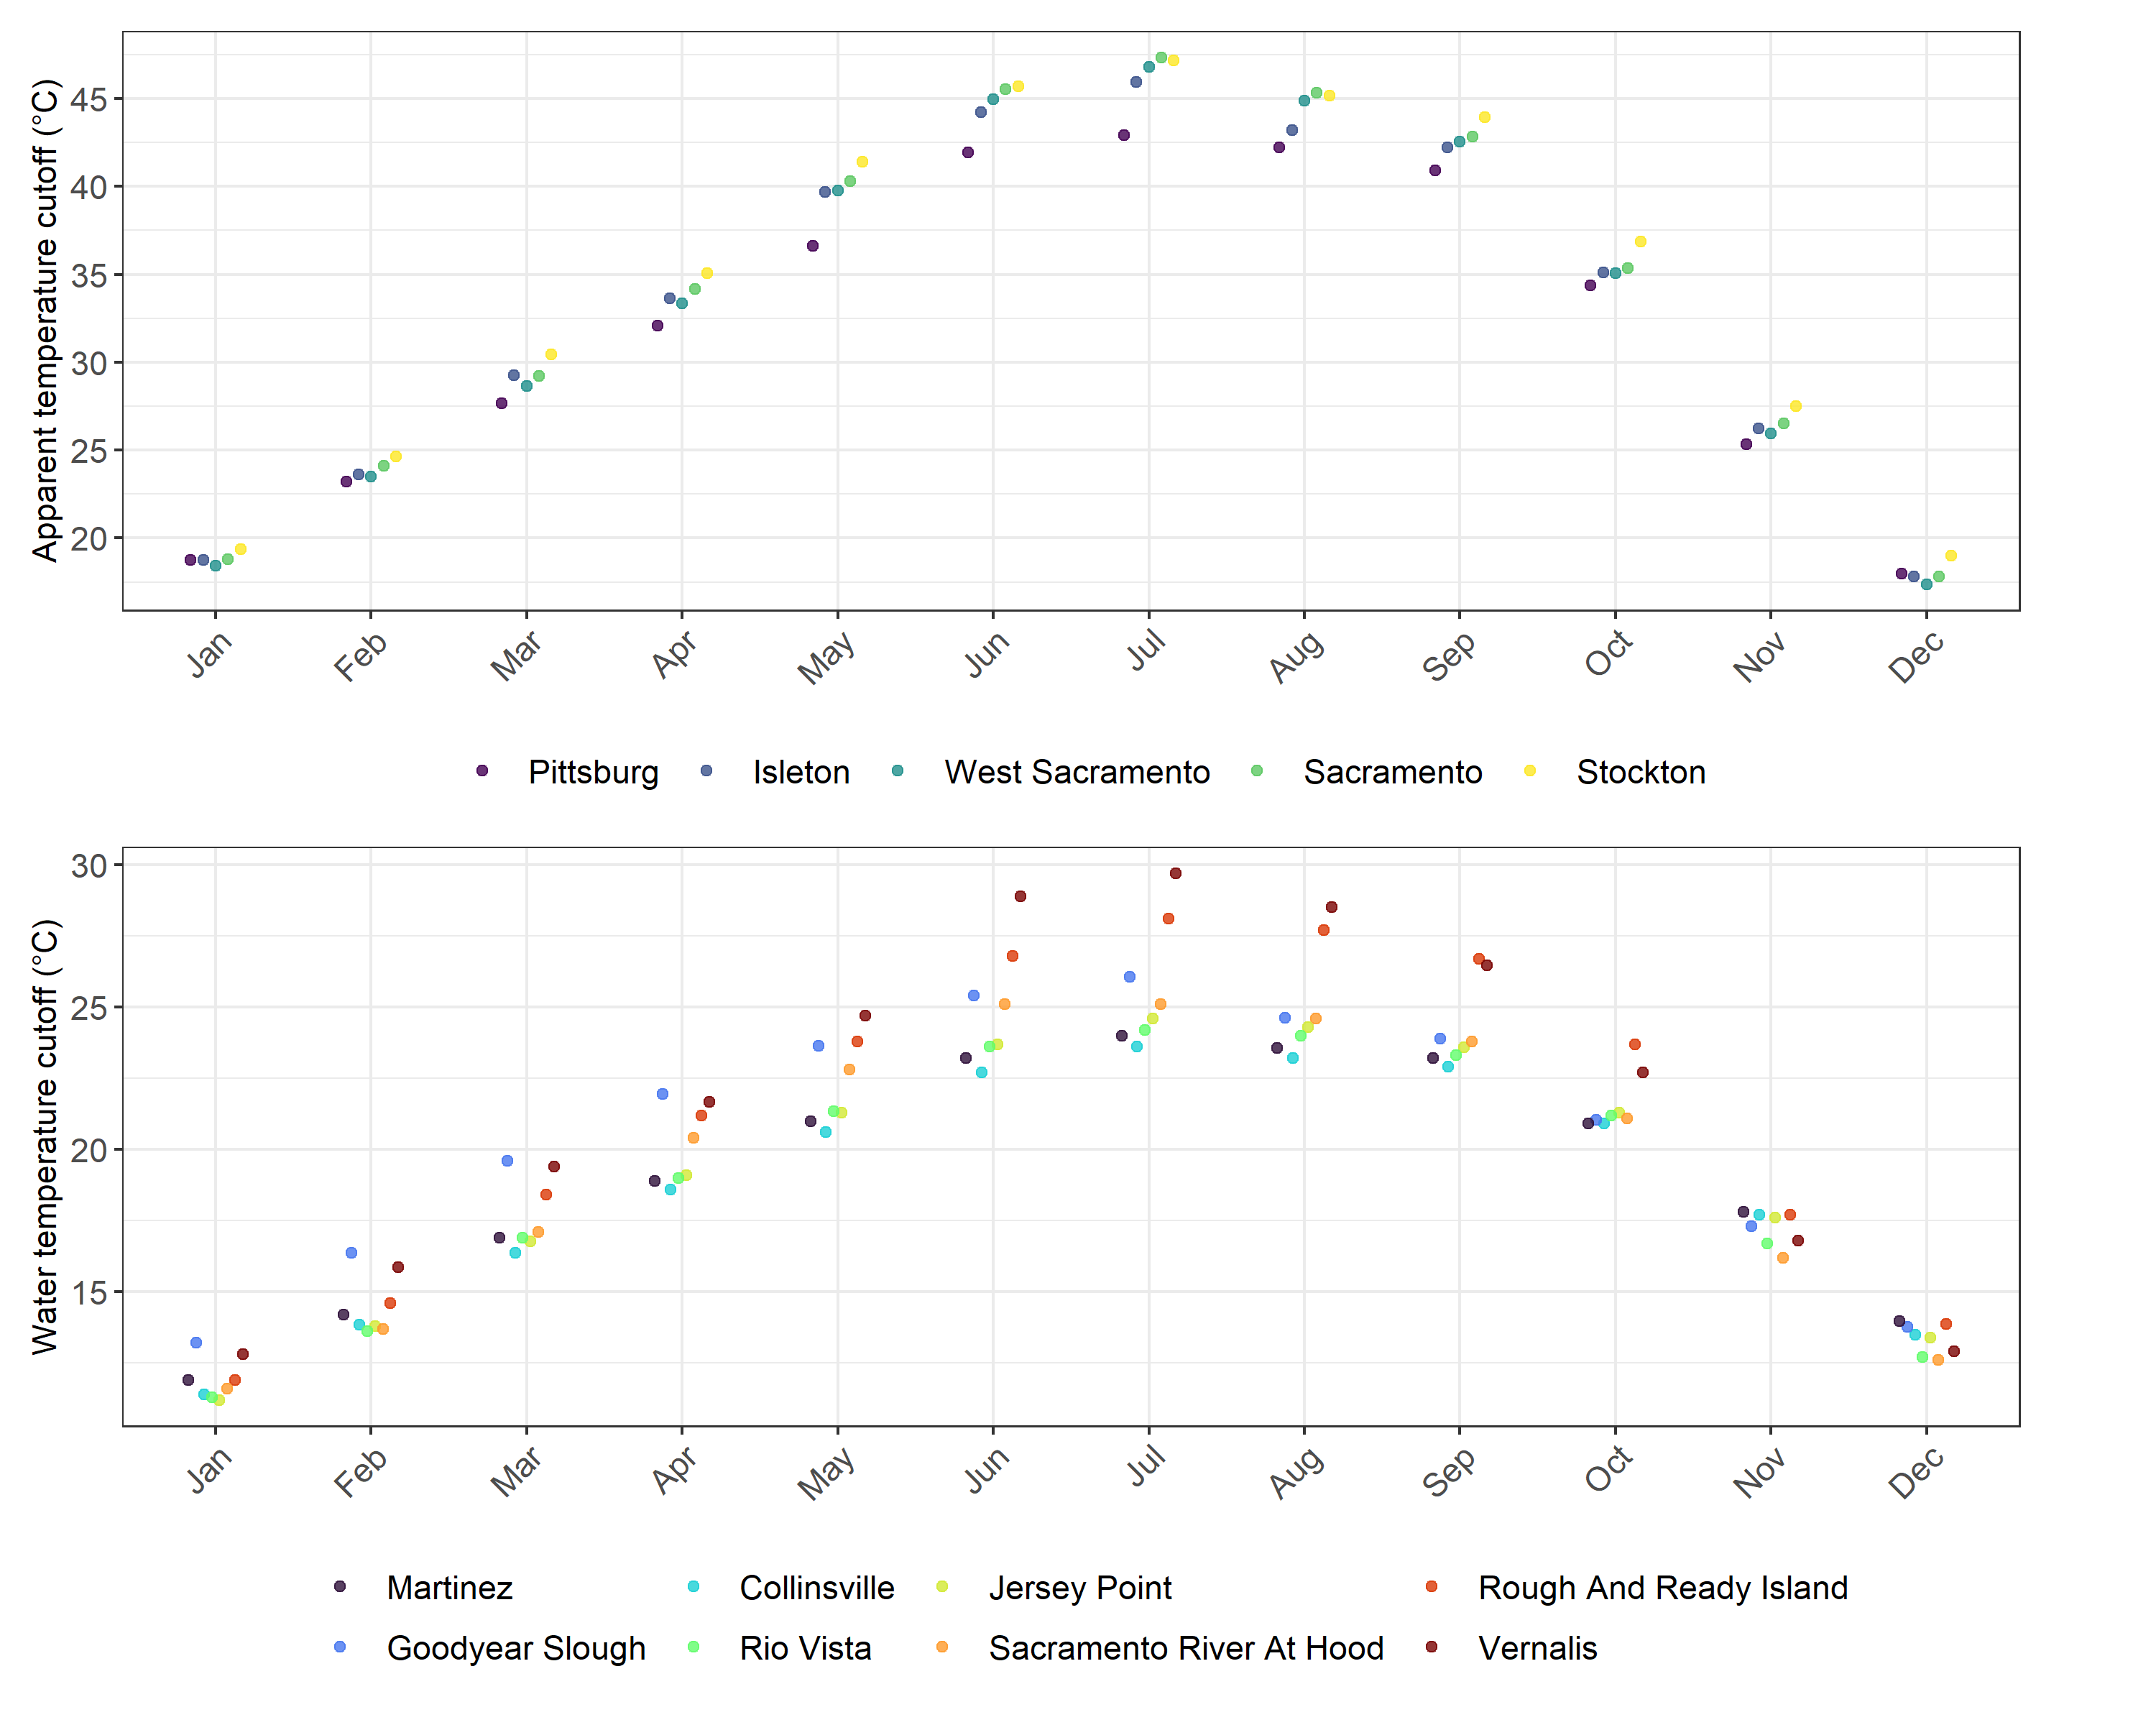 Apparent temperature cutoff (°C)
45
40
35
30
25
20
Jan Feb Mar Apr May Jun Jul Aug Sep Oct Nov Dec
Pittsburg Isleton West Sacramento Sacramento Stockton
Water temperature cutoff (°C)
30
25
20
15
Jan Feb Mar Apr May Jun Jul Aug Sep Oct Nov Dec
Martinez Collinsville Jersey Point Rough And Ready Island
Goodyear Slough Rio Vista Sacramento River At Hood Vernalis